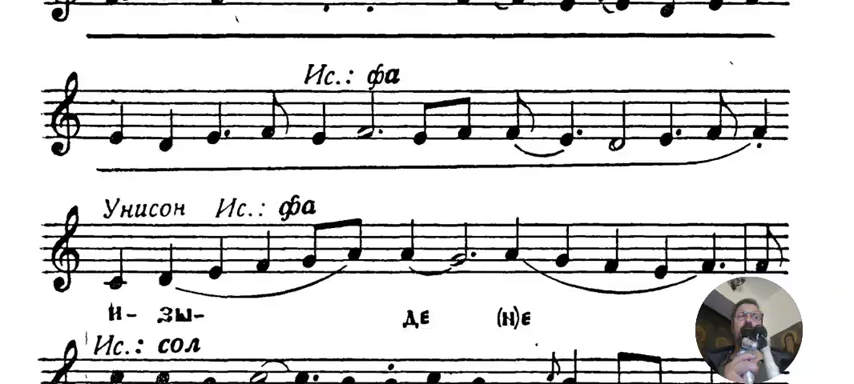 Ис.: фа
Унисон Ис.: фа
и- зы- де (н)е
Ис.: сол